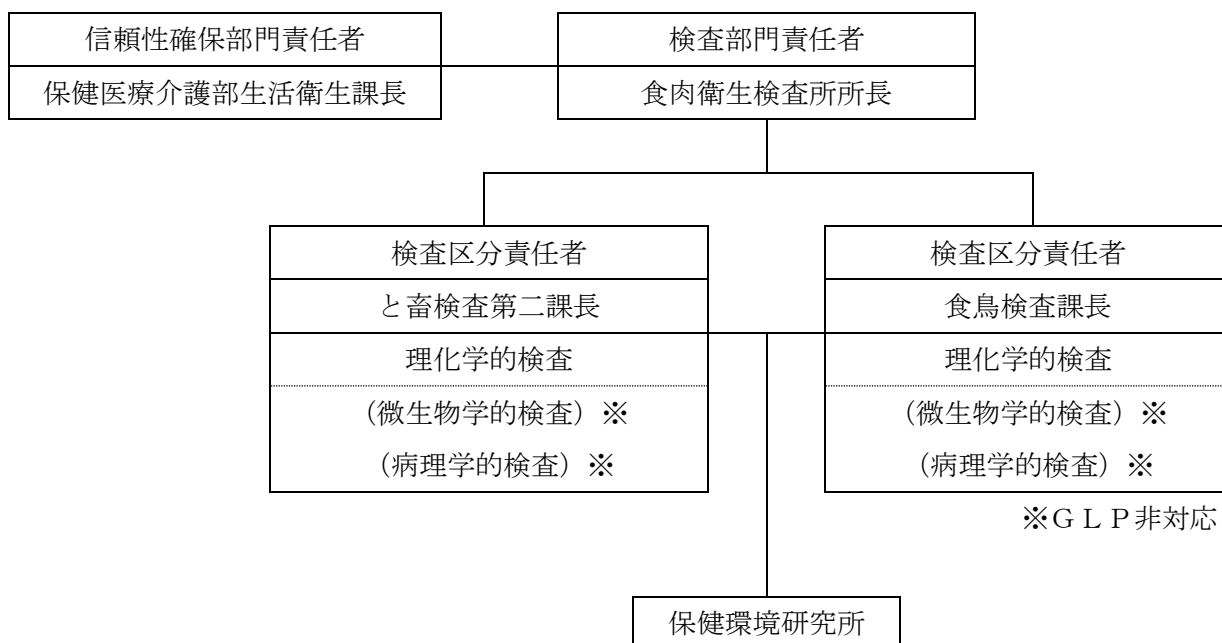 信頼性確保部門責任者
保健医療介護部生活衛生課長
検査部門責任者
食肉衛生検査所所長
検査区分責任者
と畜検査第二課長
理化学的検査
（微生物学的検査）※
（病理学的検査）※
検査区分責任者
食鳥検査課長
理化学的検査
（微生物学的検査）※
（病理学的検査）※
※ＧＬＰ非対応
保健環境研究所